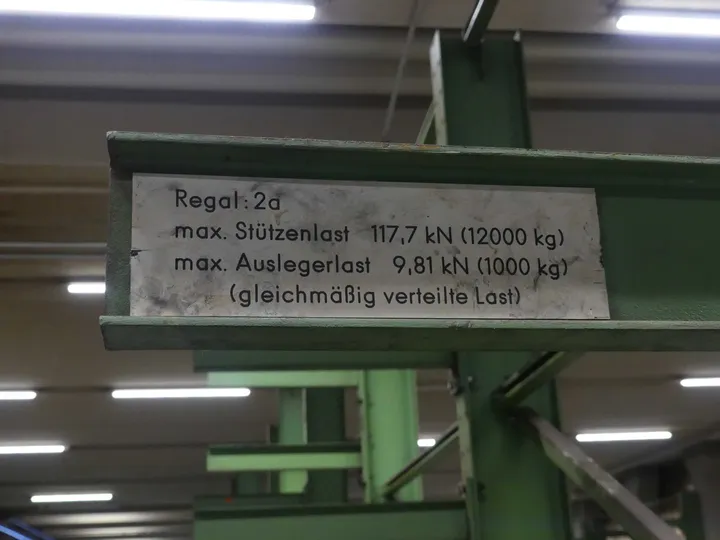 Regal: 2a
max. Stützenlast 117,7 kN (12000 kg)
max. Auslegerlast 9,81 kN (1000 kg)
(gleichmäßig verteilte Last)